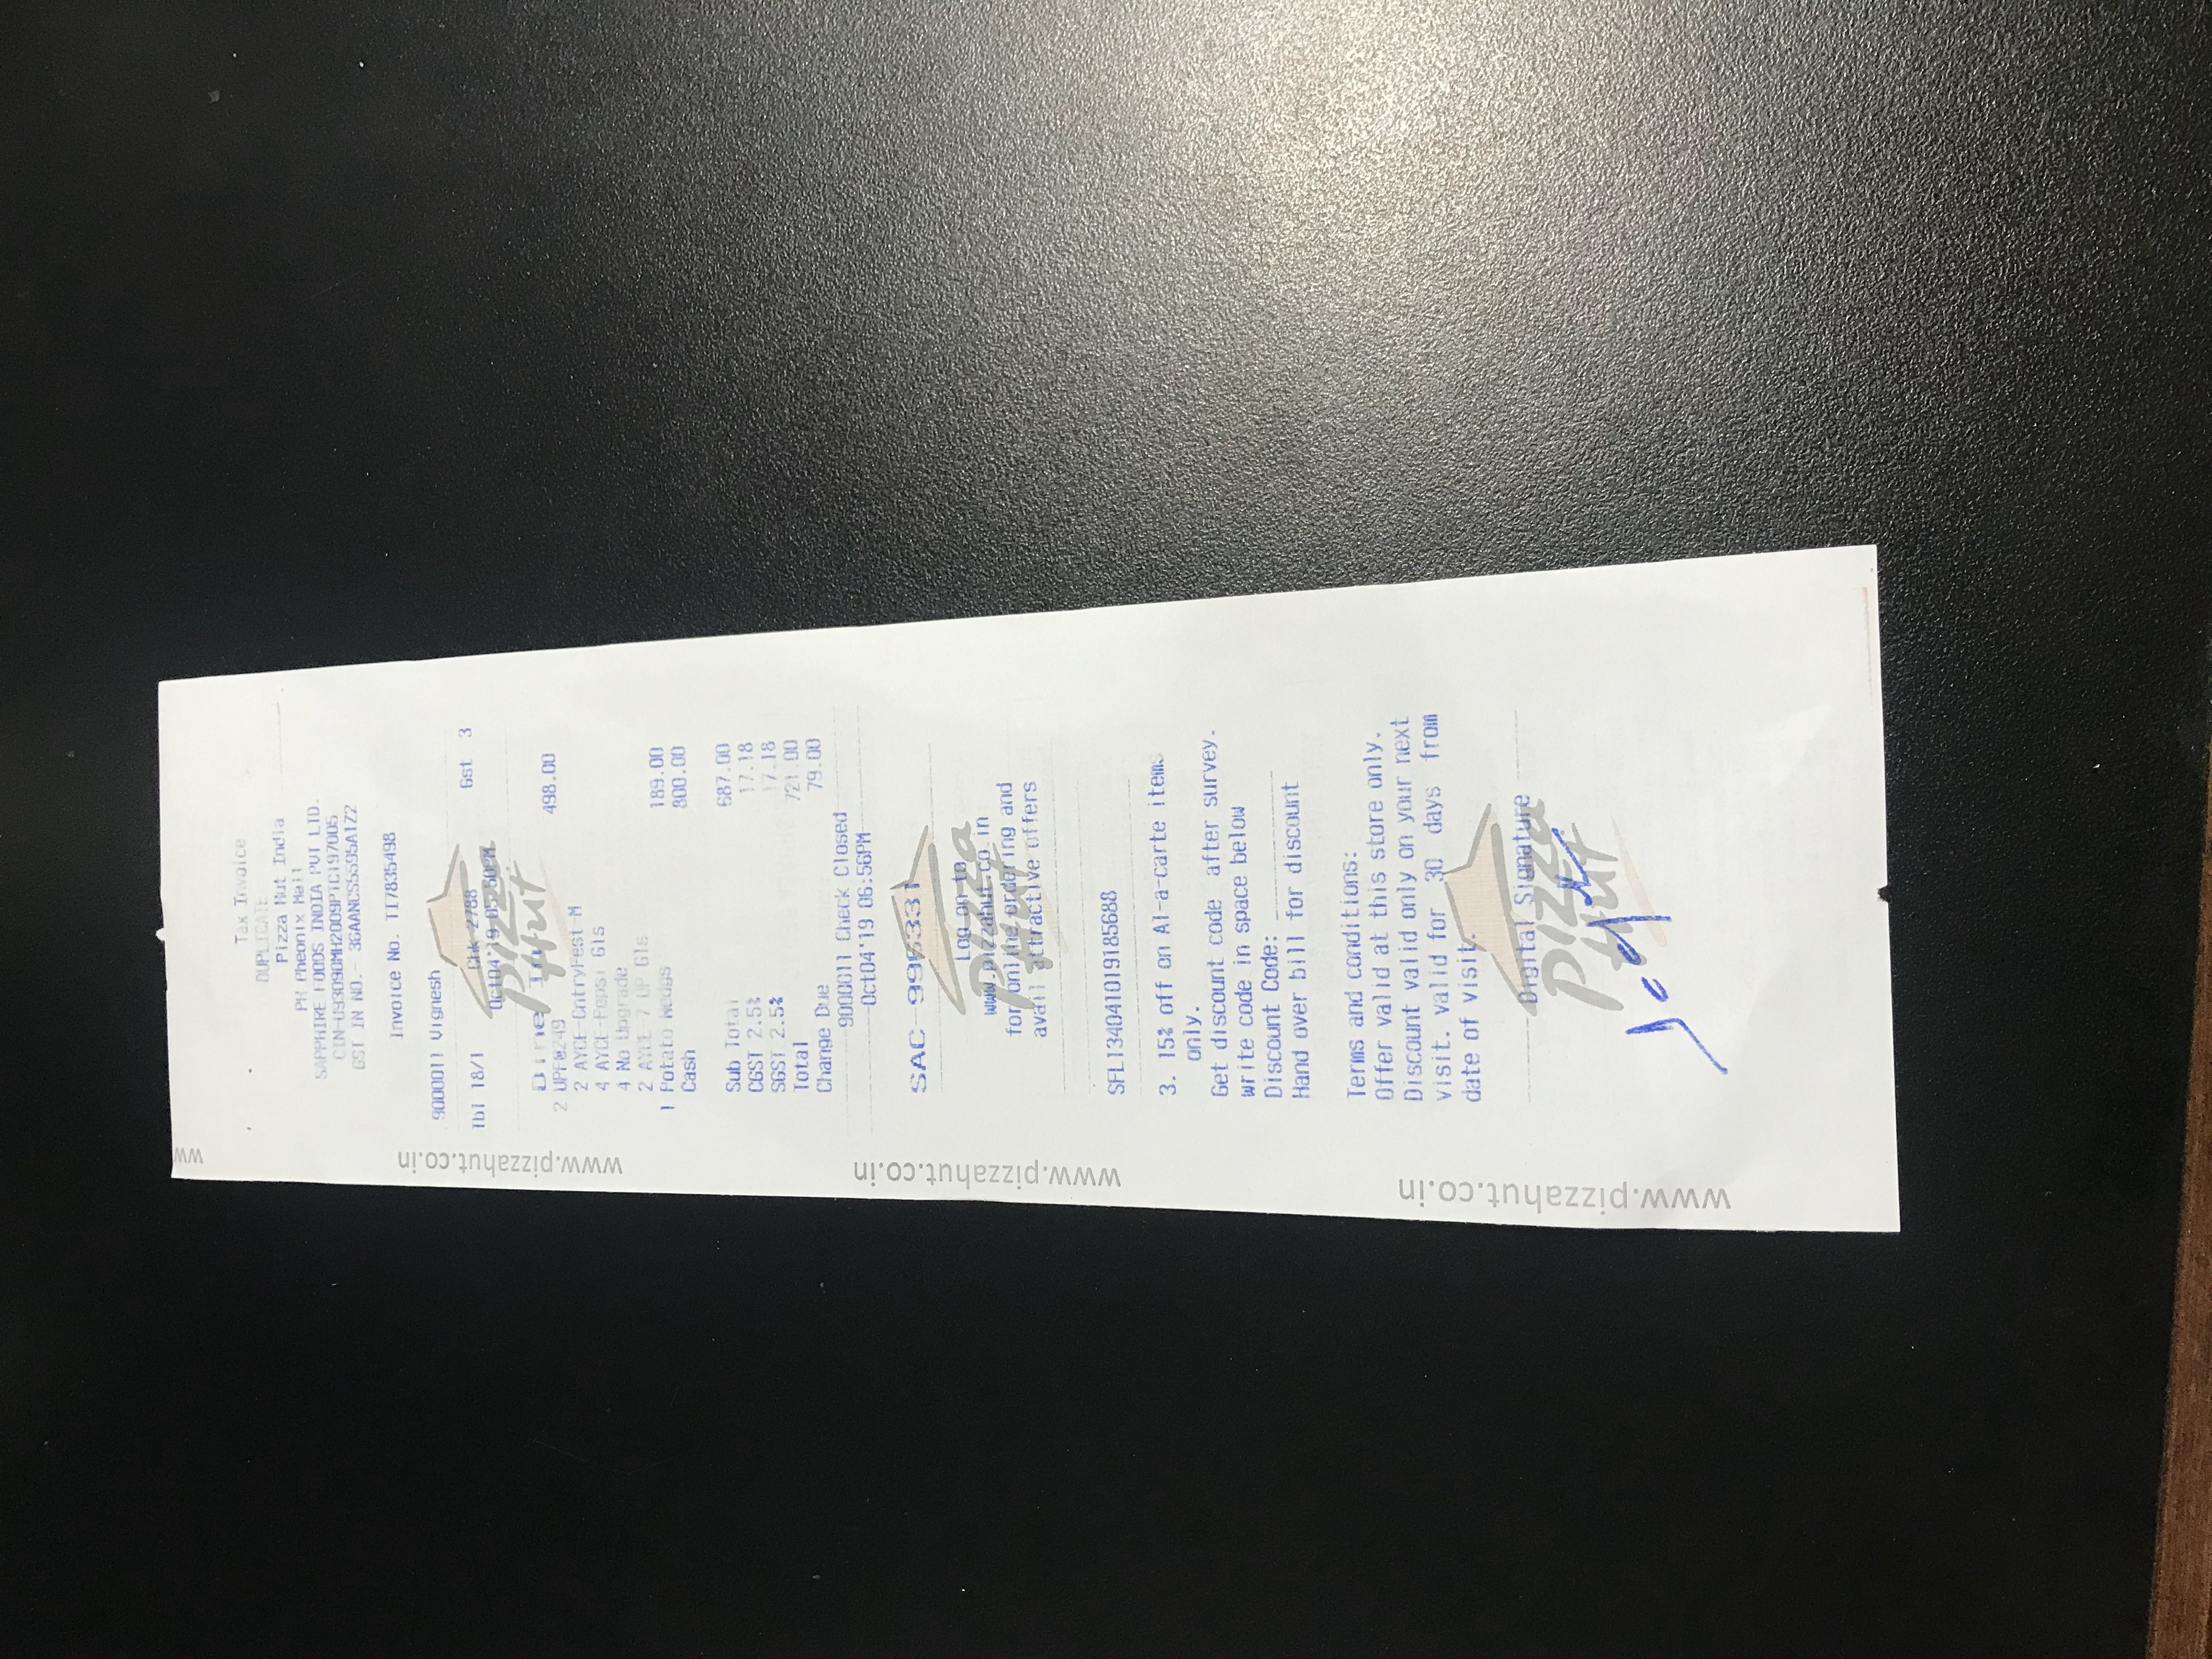 Tax Invoice
DUPLICATE
Pizza Hut India
PH Pheonix Mall
SAPPHIRE FOODS INDIA PVT LTD.
CIN-U93090MH2009PTC197005
GST IN NO.- 36AANCS5595A1Z2
Invoice No. TI7835498
9000011 Vignesh
Tbl 18/1 Chk 2788 Gst 3
Oct04'19 05:50PM
Dine In
2 UPF@249 498.00
2 AYCE-CntryFest-M
4 AYCE-Pepsi Gls
4 No Upgrade
2 AYCE-7 UP Gls
1 Potato Wedgs 189.00
Cash 800.00
Sub Total 687.00
CGST 2.5% 17.18
SGST 2.5% 17.18
Total 721.00
Change Due 79.00
9000011 Check Closed
Oct04'19 06:56PM
SAC-996331
Log on to
www.pizzahut.co.in
for online ordering and
avail attractive offers
SFL134041019185688
3. 15% off on Al-a-carte items
only.
Get discount code after survey.
write code in space below
Discount Code: ____________
Hand over bill for discount
Terms and conditions:
Offer valid at this store only.
Discount valid only on your next
visit. valid for 30 days from
date of visit.
Digital Signature
Pizza
Hut
Pizza
Hut
Pizza
Hut
ww
www.pizzahut.co.in
www.pizzahut.co.in
www.pizzahut.co.in